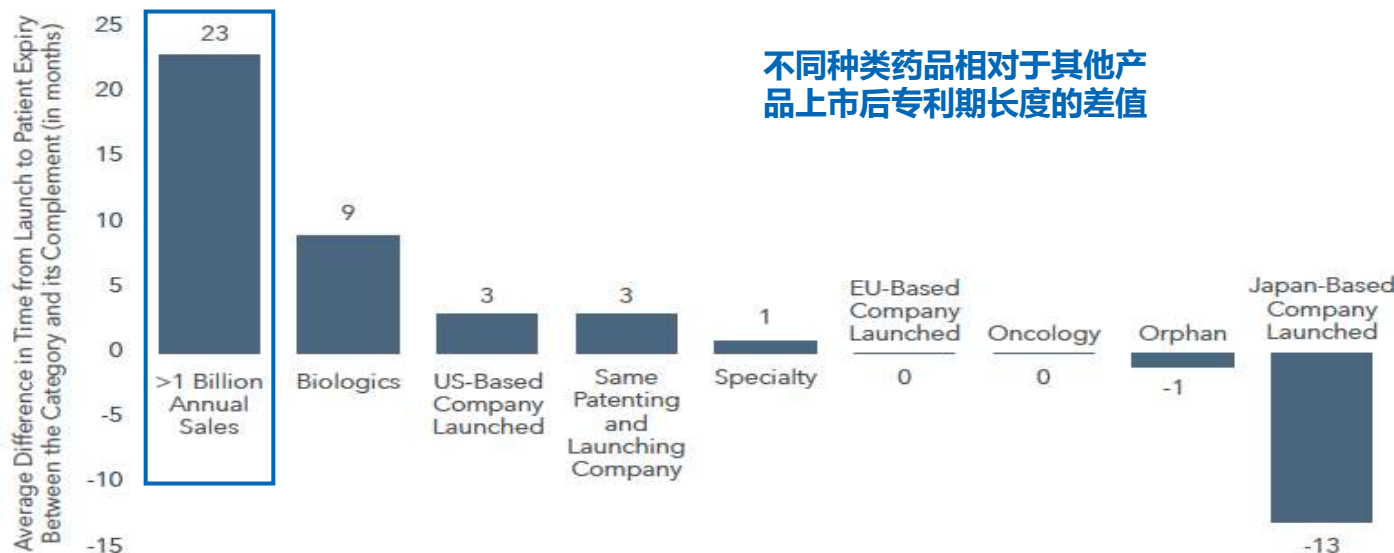 Average Difference in Time from Launch to Patient Expiry
Between the Category and its Complement (in months)
25
20
15
10
5
0
-5
-10
-15
不同种类药品相对于其他产
品上市后专利期长度的差值
23
>1 Billion
Annual
Sales
9
Biologics
3
US-Based
Company
Launched
3
Same
Patenting
and
Launching
Company
1
Specialty
EU-Based
Company
Launched
0
Oncology
0
Orphan
-1
Japan-Based
Company
Launched
-13